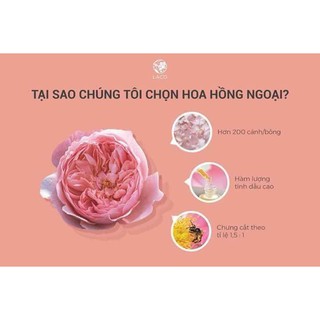 TẠI SAO CHÚNG TÔI CHỌN HOA HỒNG NGOẠI?
Hơn 200 cánh/bông
Hàm lượng
tinh dầu cao
Chưng cất theo
tỉ lệ 1,5 : 1